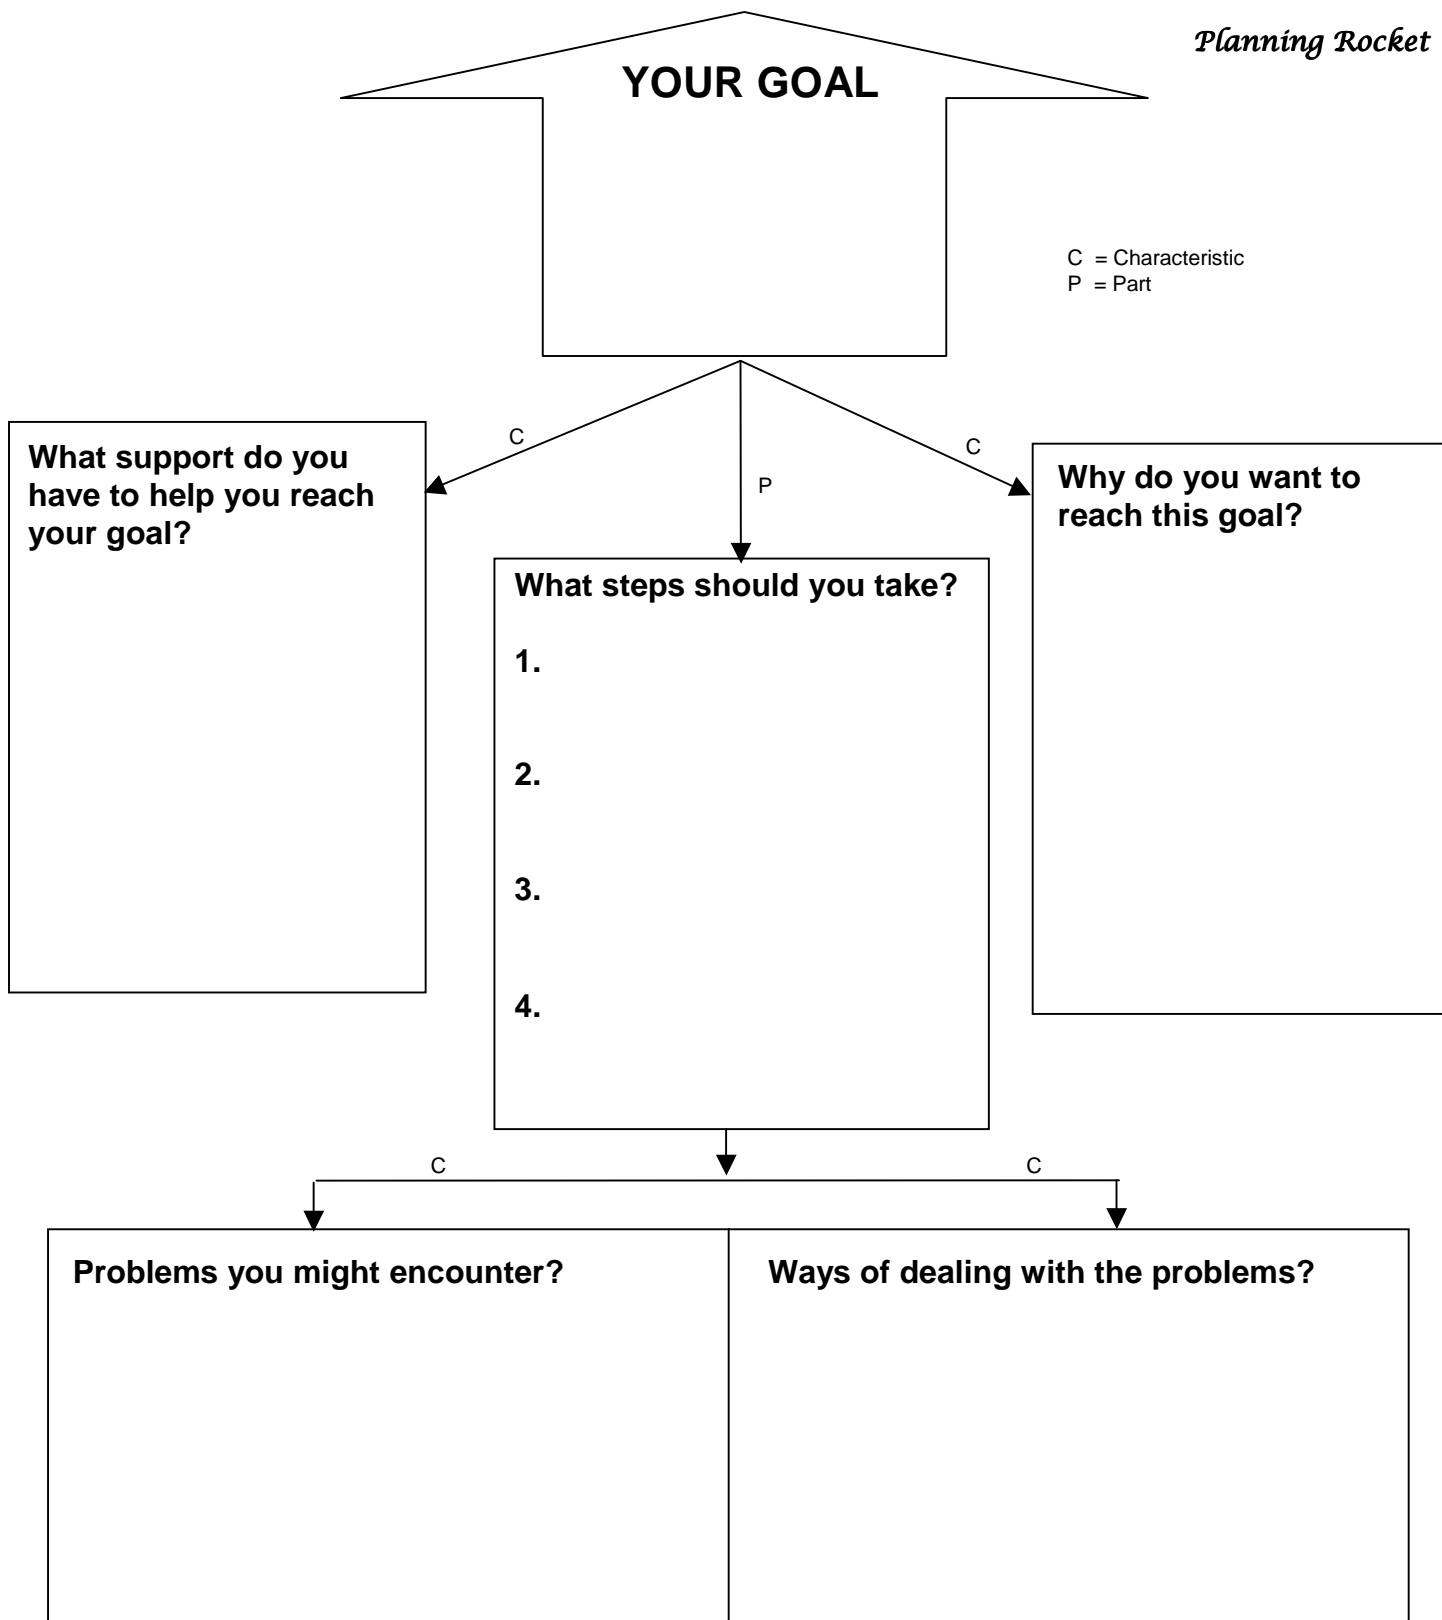 Planning Rocket
YOUR GOAL
C = Characteristic
P = Part
C
P
C
What support do you
have to help you reach
your goal?
What steps should you take?
1.
2.
3.
4.
Why do you want to
reach this goal?
C
C
Problems you might encounter?
Ways of dealing with the problems?